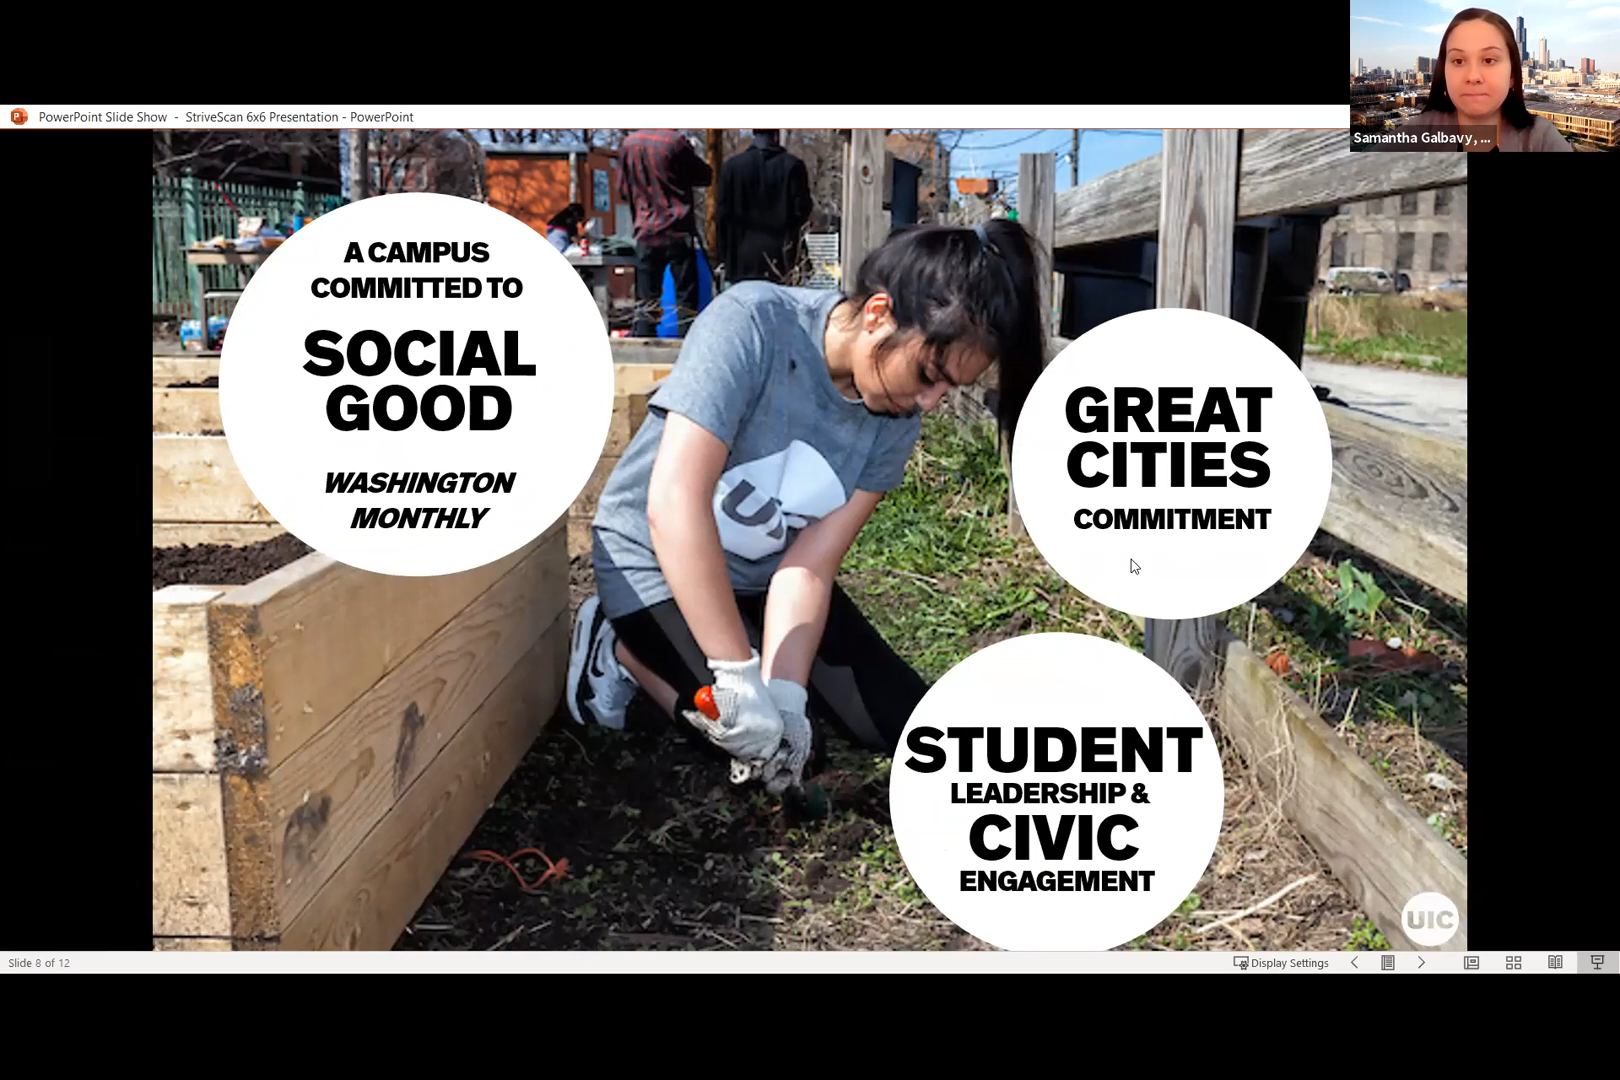 PowerPoint Slide Show - StriveScan 6x6 Presentation - PowerPoint
Samantha Galbavy, ...
A CAMPUS
COMMITTED TO
SOCIAL
GOOD
WASHINGTON
MONTHLY
GREAT
CITIES
COMMITMENT
STUDENT
LEADERSHIP &
CIVIC
ENGAGEMENT
UIC
Slide 8 of 12
Display Settings